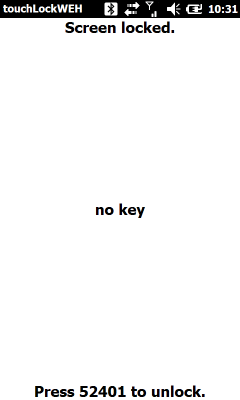 touchLockWEH 10:31
Screen locked.
no key
Press 52401 to unlock.